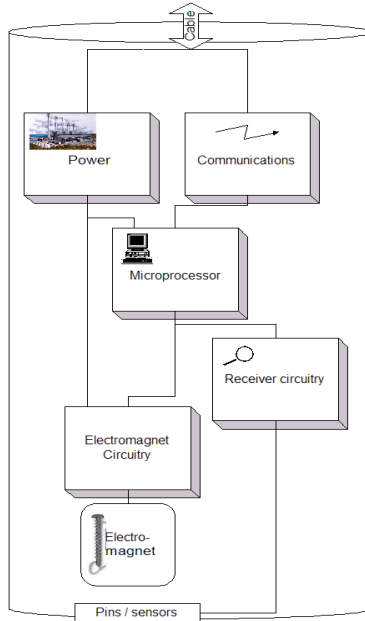 Cable
Power
Communications
Microprocessor
Receiver circuitry
Electromagnet
Circuitry
Electro-
magnet
Pins / sensors